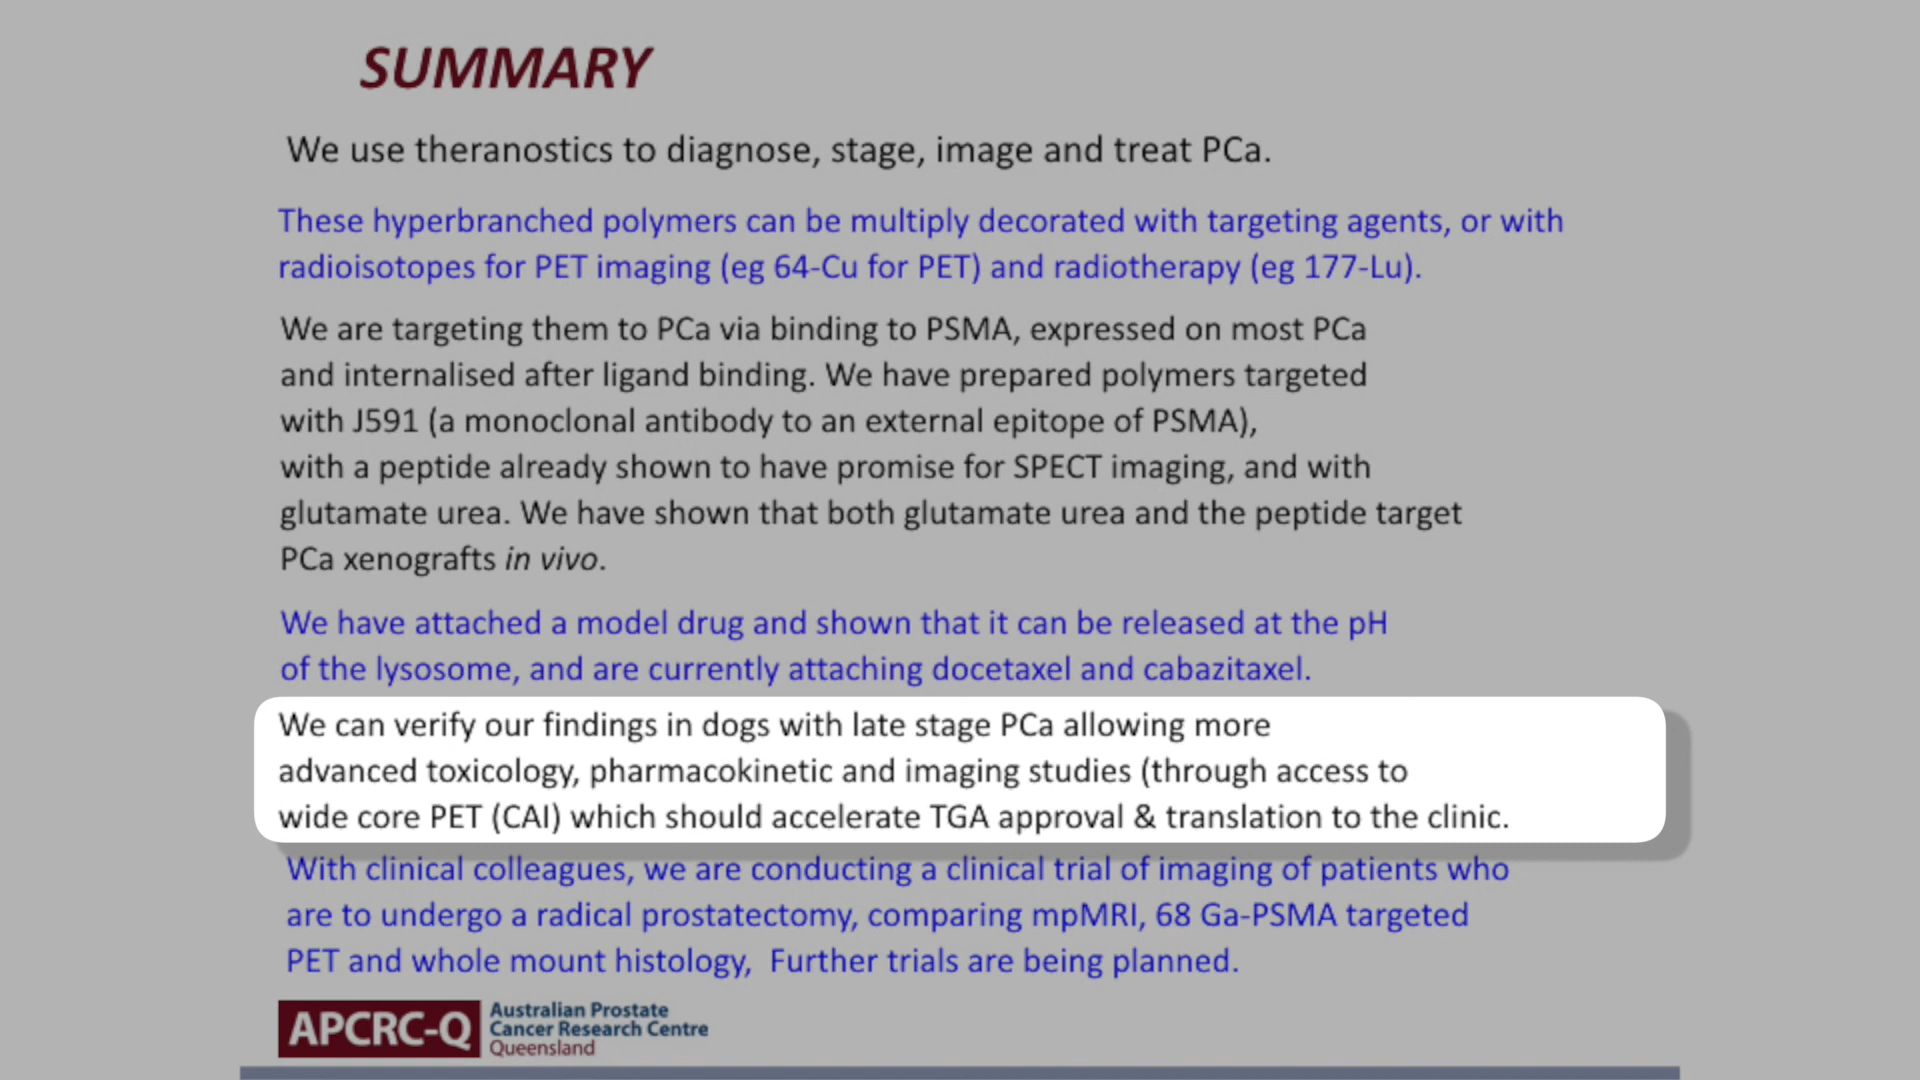 SUMMARY
We use theranostics to diagnose, stage, image and treat PCa.
These hyperbranched polymers can be multiply decorated with targeting agents, or with
radioisotopes for PET imaging (eg 64-Cu for PET) and radiotherapy (eg 177-Lu).
We are targeting them to PCa via binding to PSMA, expressed on most PCa
and internalised after ligand binding. We have prepared polymers targeted
with J591 (a monoclonal antibody to an external epitope of PSMA),
with a peptide already shown to have promise for SPECT imaging, and with
glutamate urea. We have shown that both glutamate urea and the peptide target
PCa xenografts in vivo.
We have attached a model drug and shown that it can be released at the pH
of the lysosome, and are currently attaching docetaxel and cabazitaxel.
We can verify our findings in dogs with late stage PCa allowing more
advanced toxicology, pharmacokinetic and imaging studies (through access to
wide core PET (CAI) which should accelerate TGA approval & translation to the clinic.
With clinical colleagues, we are conducting a clinical trial of imaging of patients who
are to undergo a radical prostatectomy, comparing mpMRI, 68 Ga-PSMA targeted
PET and whole mount histology,  Further trials are being planned.
APCRC-Q
Australian Prostate
Cancer Research Centre
Queensland